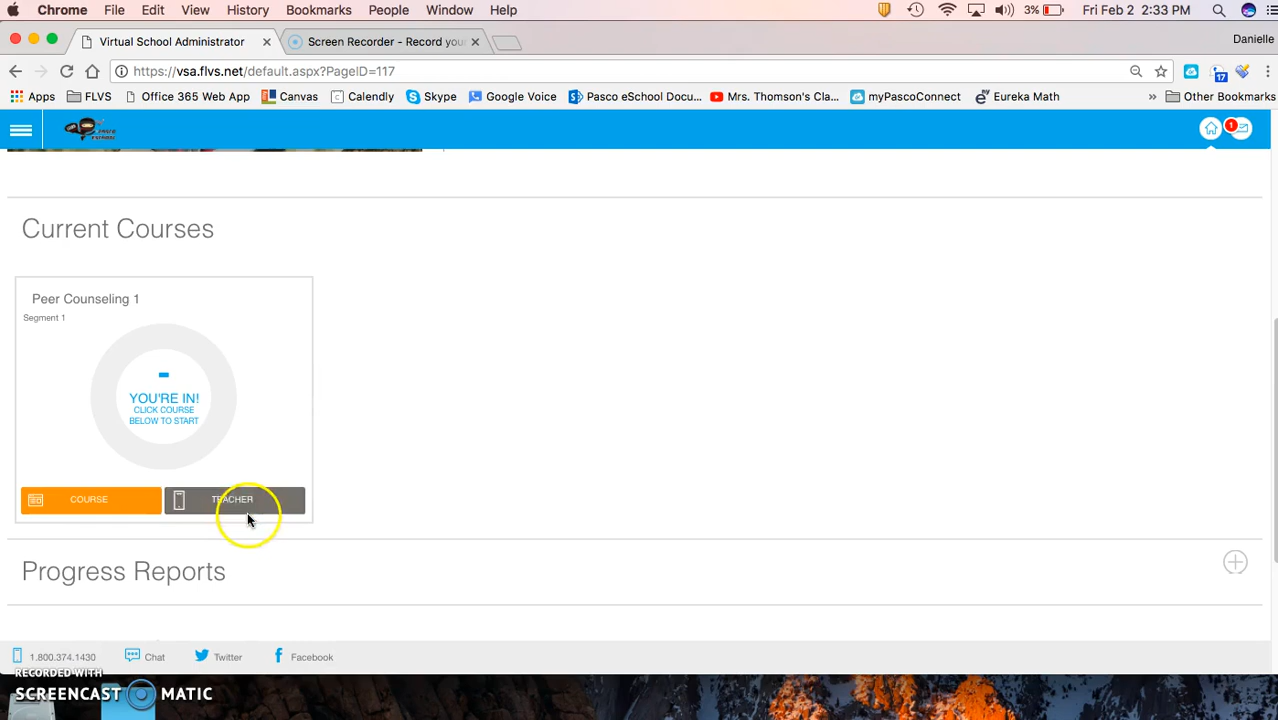 Chrome File Edit View History Bookmarks People Window Help 3% Fri Feb 2 2:33 PM
Virtual School Administrator Screen Recorder - Record you Danielle
https://vsa.flvs.net/default.aspx?PageID=117
Apps FLVS Office 365 Web App Canvas Calendly Skype Google Voice Pasco eSchool Docu... Mrs. Thomson's Cla... myPascoConnect Eureka Math » Other Bookmarks
17
1
Current Courses
Peer Counseling 1
Segment 1
YOU'RE IN!
CLICK COURSE
BELOW TO START
COURSE TEACHER
Progress Reports
1.800.374.1430 Chat Twitter Facebook
RECORDED WITH
SCREENCAST MATIC